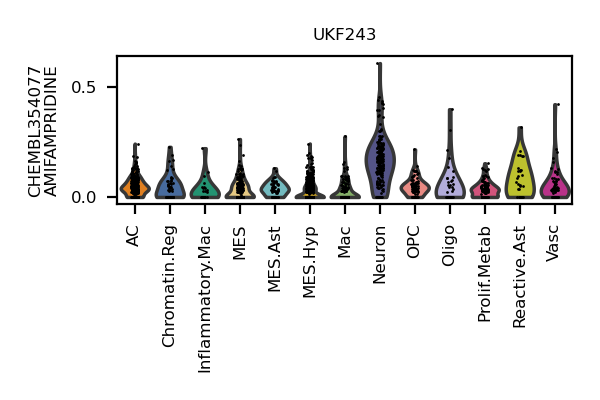 UKF243
CHEMBL354077
AMIFAMPRIDINE
0.5
0.0
AC
Chromatin.Reg
Inflammatory.Mac
MES
MES.Ast
MES.Hyp
Mac
Neuron
OPC
Oligo
Prolif.Metab
Reactive.Ast
Vasc